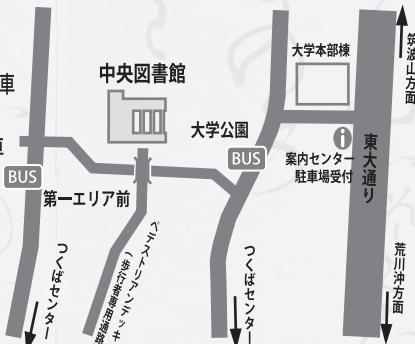 大学本部棟
筑波山方面
中央図書館
車
大学公園
BUS
案内センター
駐車場受付
東大通り
BUS
第一エリア前
ペデストリアンデッキ
(歩行者専用通路
つくばセンター
つくばセンター
荒川沖方面